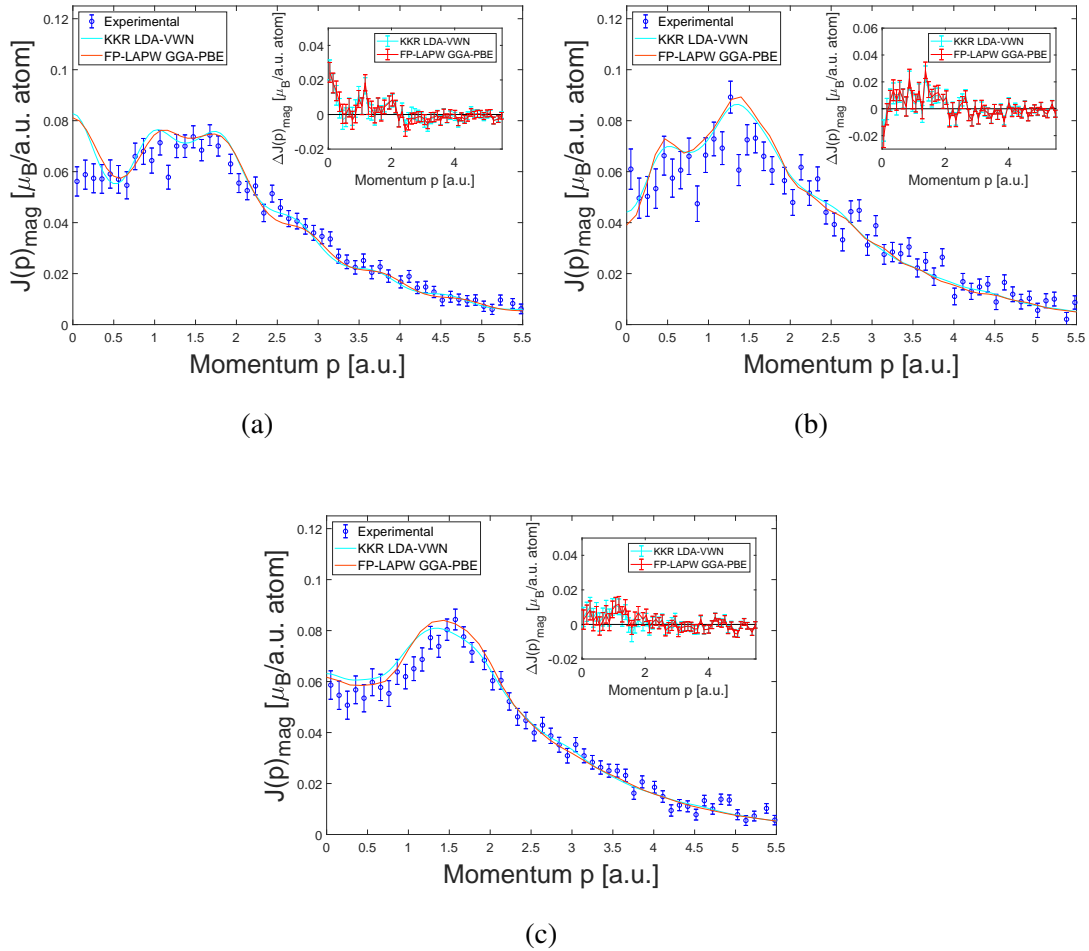 Experimental
KKR LDA-VWN
FP-LAPW GGA-PBE
0.12
0.1
0.08
0.06
0.04
0.02
0
J(p)mag [μB/a.u. atom]
0 0.5 1 1.5 2 2.5 3 3.5 4 4.5 5 5.5
Momentum p [a.u.]
KKR LDA-VWN
FP-LAPW GGA-PBE
0.04
0.02
0
-0.02
ΔJ(p)mag [μB/a.u. atom]
0 2 4
Momentum p [a.u.]
(a)
Experimental
KKR LDA-VWN
FP-LAPW GGA-PBE
0.12
0.1
0.08
0.06
0.04
0.02
0
J(p)mag [μB/a.u. atom]
0 0.5 1 1.5 2 2.5 3 3.5 4 4.5 5 5.5
Momentum p [a.u.]
KKR LDA-VWN
FP-LAPW GGA-PBE
0.06
0.04
0.02
0
-0.02
ΔJ(p)mag [μB/a.u. atom]
0 2 4
Momentum p [a.u.]
(b)
Experimental
KKR LDA-VWN
FP-LAPW GGA-PBE
0.12
0.1
0.08
0.06
0.04
0.02
0
J(p)mag [μB/a.u. atom]
0 0.5 1 1.5 2 2.5 3 3.5 4 4.5 5 5.5
Momentum p [a.u.]
KKR LDA-VWN
FP-LAPW GGA-PBE
0.04
0.02
0
-0.02
ΔJ(p)mag [μB/a.u. atom]
0 2 4
Momentum p [a.u.]
(c)